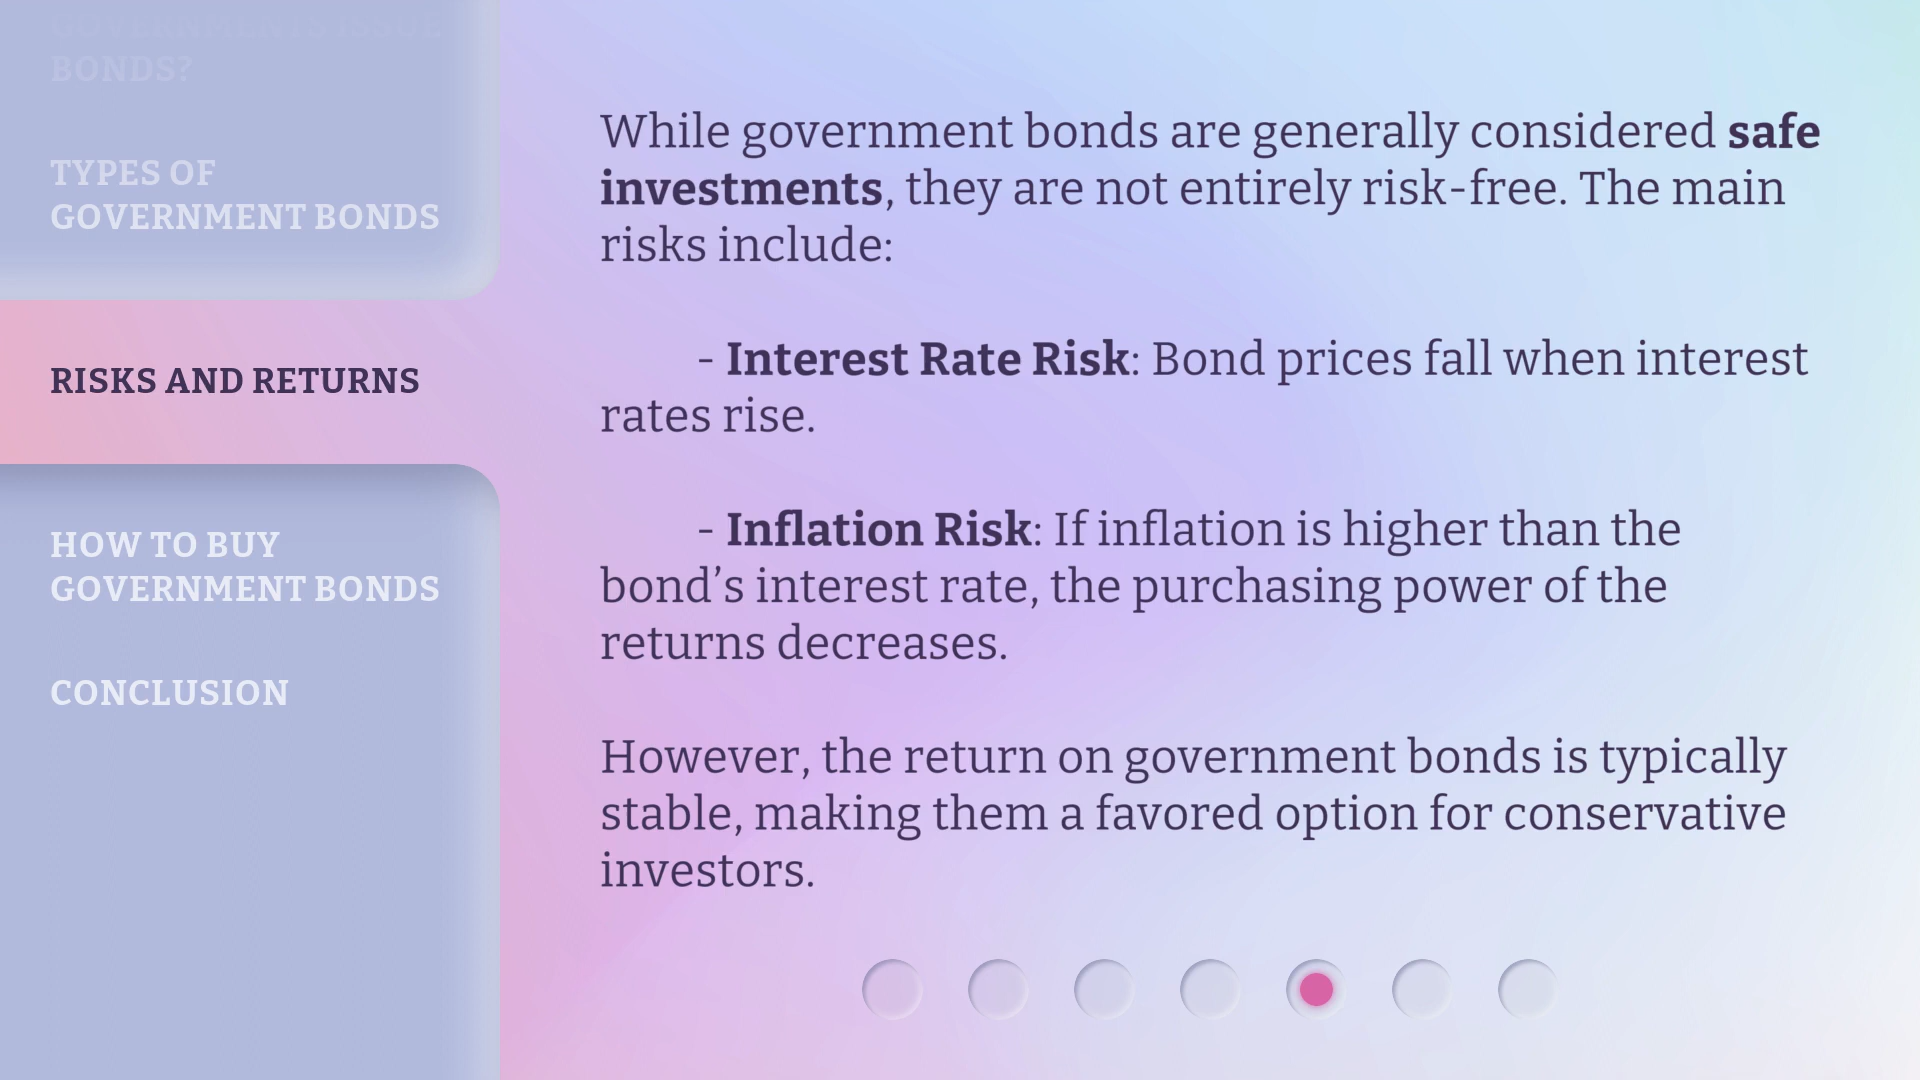 GOVERNMENTS ISSUE
BONDS?
TYPES OF
GOVERNMENT BONDS
RISKS AND RETURNS
HOW TO BUY
GOVERNMENT BONDS
CONCLUSION
While government bonds are generally considered safe
investments, they are not entirely risk-free. The main
risks include:
- Interest Rate Risk: Bond prices fall when interest
rates rise.
- Inflation Risk: If inflation is higher than the
bond’s interest rate, the purchasing power of the
returns decreases.
However, the return on government bonds is typically
stable, making them a favored option for conservative
investors.